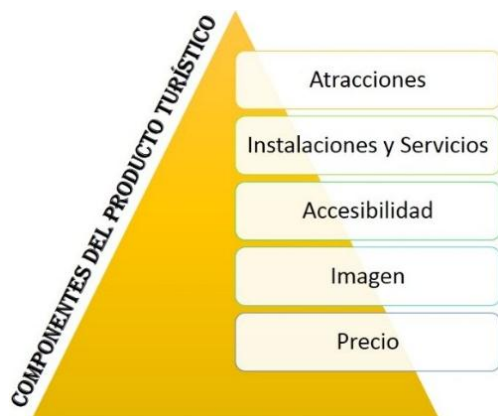 COMPONENTES DEL PRODUCTO TURÍSTICO
Atracciones
Instalaciones y Servicios
Accesibilidad
Imagen
Precio